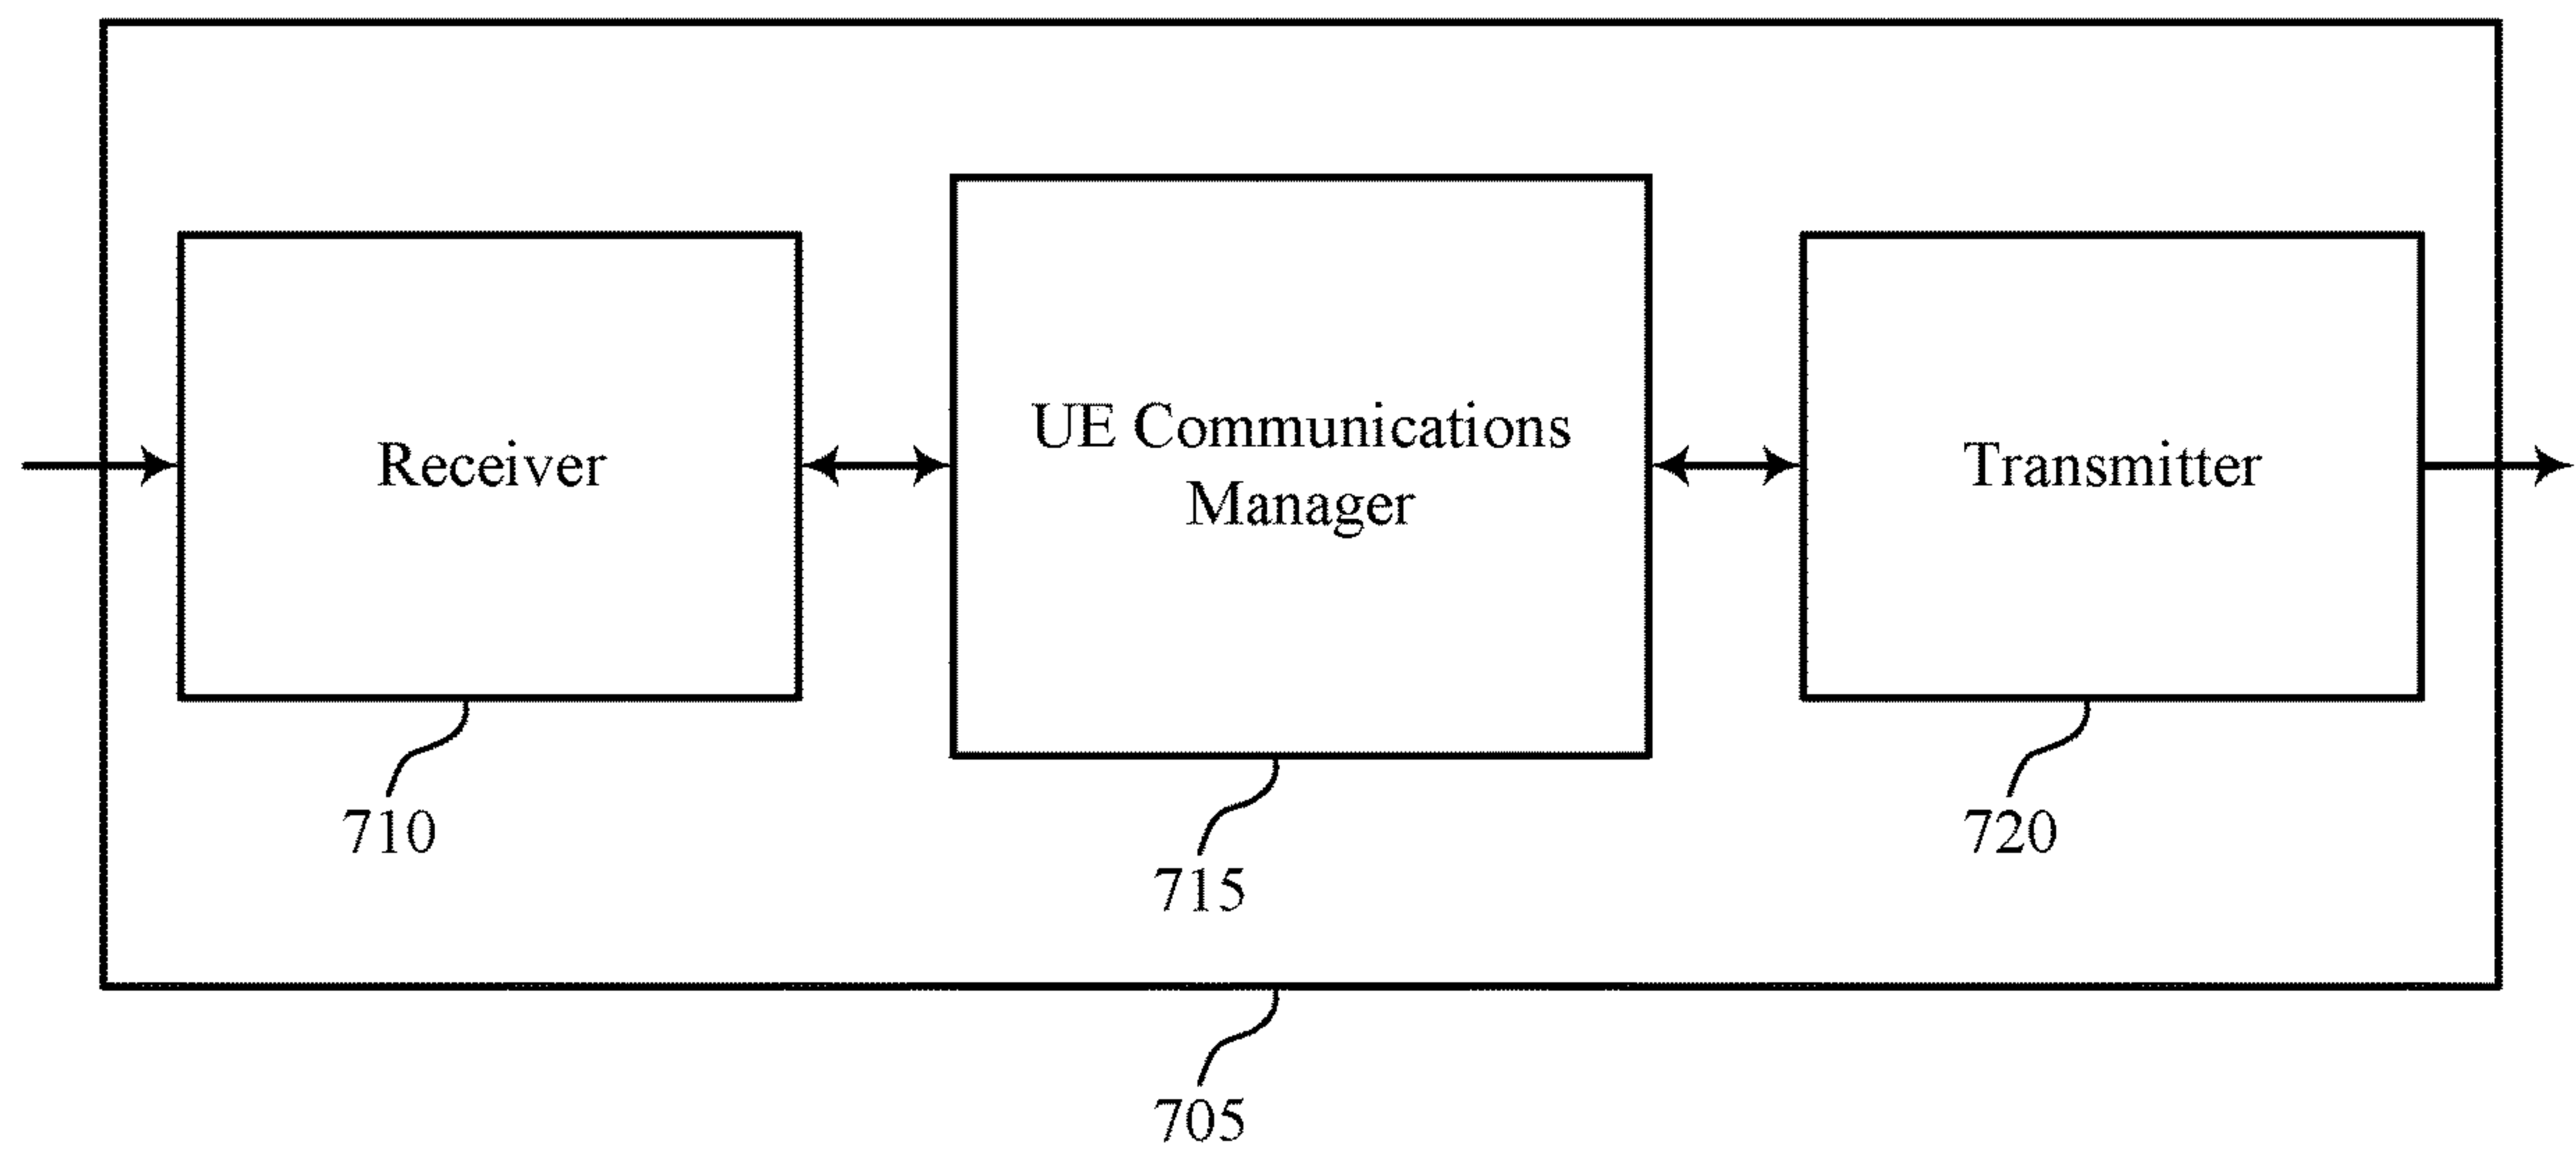 Receiver
UE Communications
Manager
Transmitter
710
715
720
705